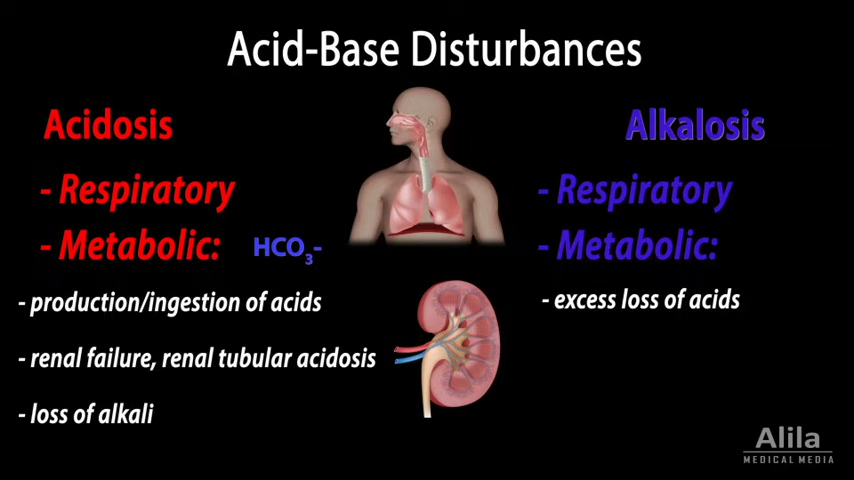 Acid-Base Disturbances
Acidosis
- Respiratory
- Metabolic: HCO3-
- production/ingestion of acids
- renal failure, renal tubular acidosis
- loss of alkali
Alkalosis
- Respiratory
- Metabolic:
- excess loss of acids
Alila
MEDICAL MEDIA